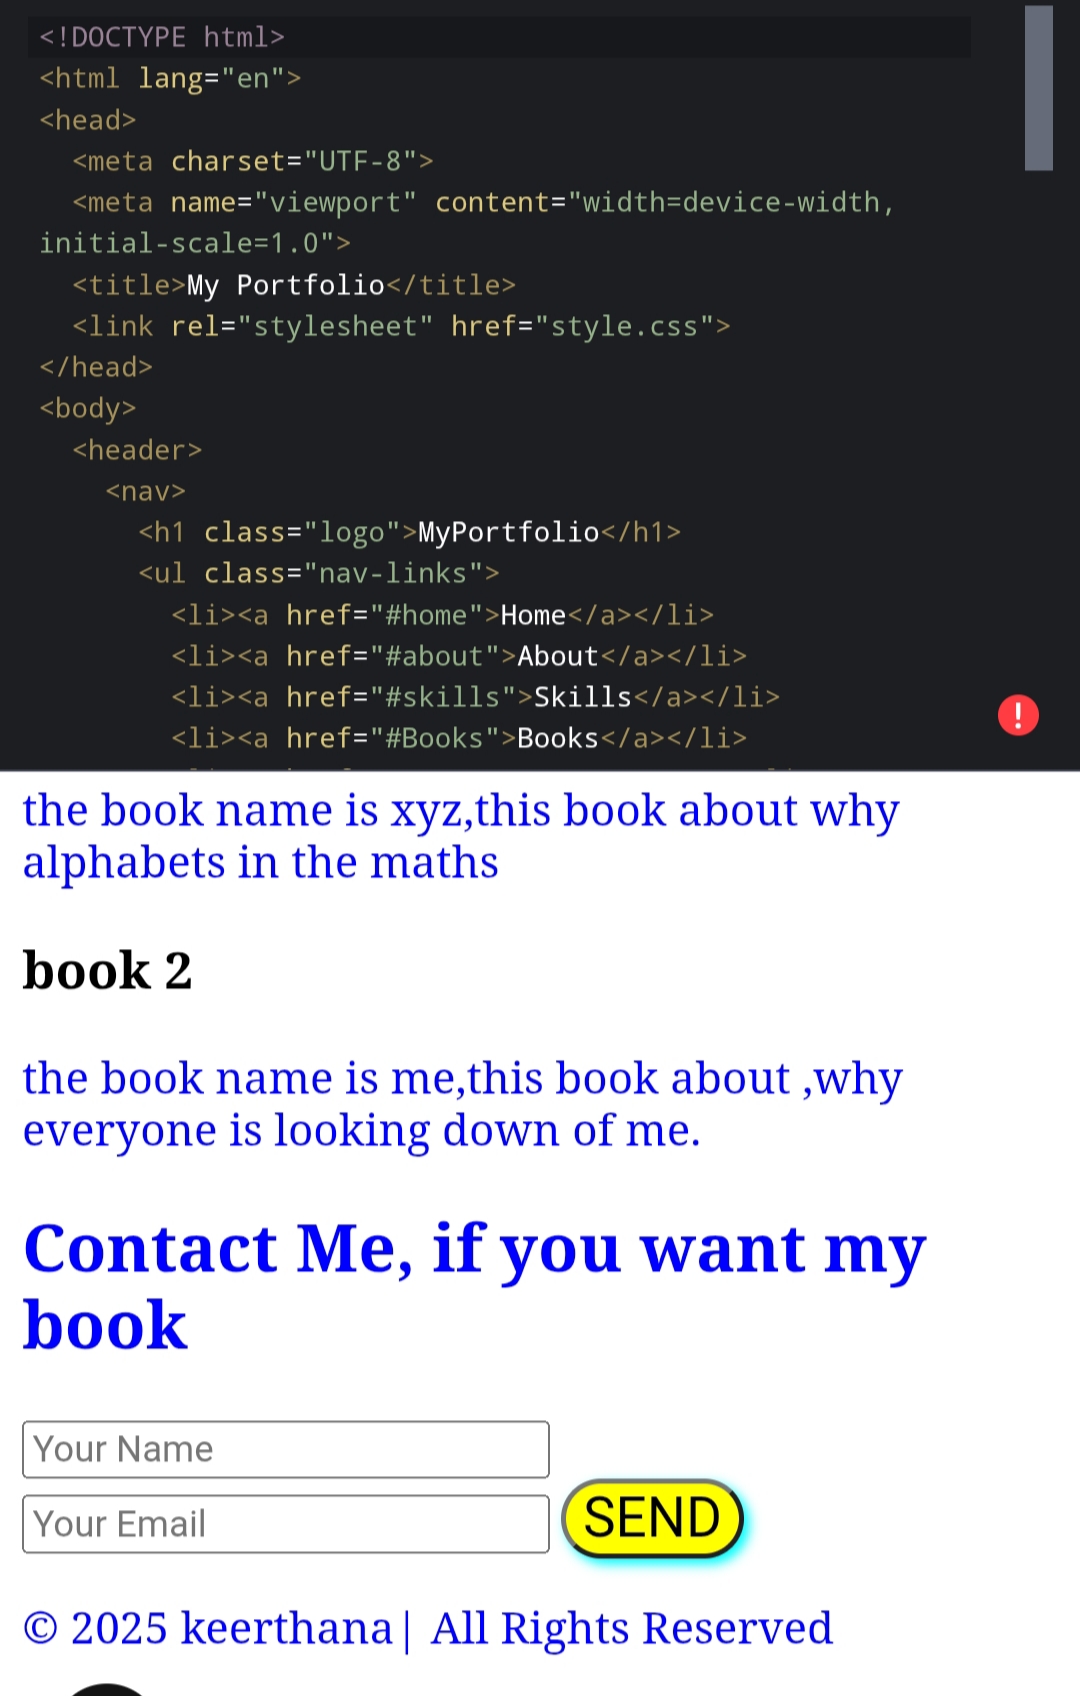 <!DOCTYPE html>
<html lang="en">
<head>
<meta charset="UTF-8">
<meta name="viewport" content="width=device-width,
initial-scale=1.0">
<title>My Portfolio</title>
<link rel="stylesheet" href="style.css">
</head>
<body>
<header>
<nav>
<h1 class="logo">MyPortfolio</h1>
<ul class="nav-links">
<li><a href="#home">Home</a></li>
<li><a href="#about">About</a></li>
<li><a href="#skills">Skills</a></li>
<li><a href="#Books">Books</a></li>
the book name is xyz,this book about why
alphabets in the maths
book 2
the book name is me,this book about ,why
everyone is looking down of me.
Contact Me, if you want my
book
Your Name
Your Email
SEND
© 2025 keerthana| All Rights Reserved